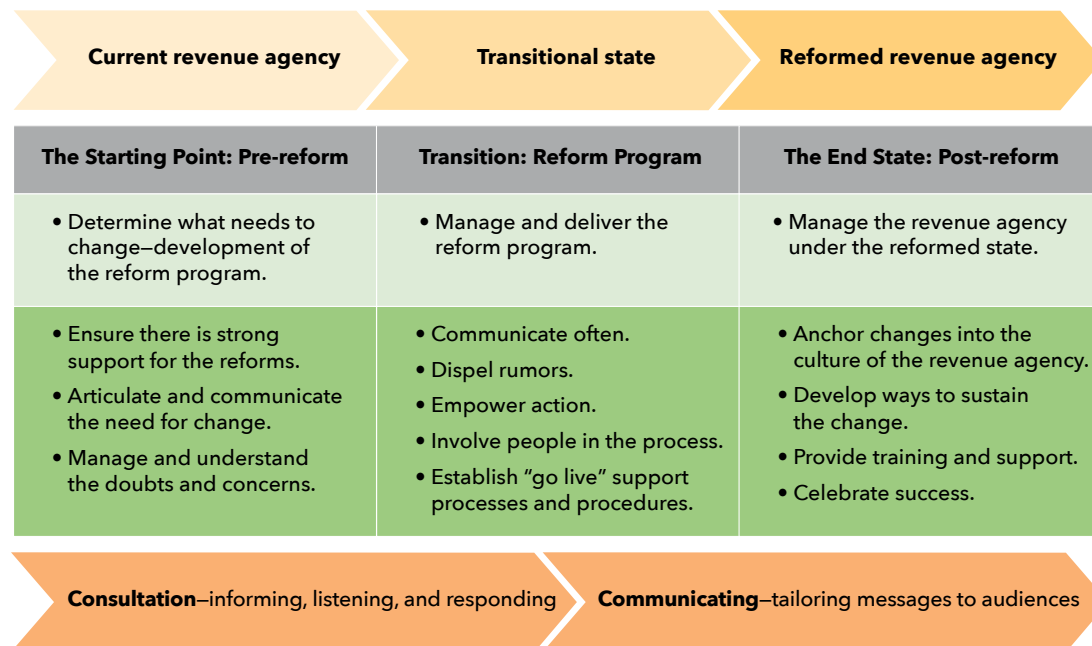 Current revenue agency
Transitional state
Reformed revenue agency
The Starting Point: Pre-reform
Transition: Reform Program
The End State: Post-reform
• Determine what needs to
change—development of
the reform program.
• Manage and deliver the
reform program.
• Manage the revenue agency
under the reformed state.
• Ensure there is strong
support for the reforms.
• Articulate and communicate
the need for change.
• Manage and understand
the doubts and concerns.
• Communicate often.
• Dispel rumors.
• Empower action.
• Involve people in the process.
• Establish “go live” support
processes and procedures.
• Anchor changes into the
culture of the revenue agency.
• Develop ways to sustain
the change.
• Provide training and support.
• Celebrate success.
Consultation—informing, listening, and responding
Communicating—tailoring messages to audiences